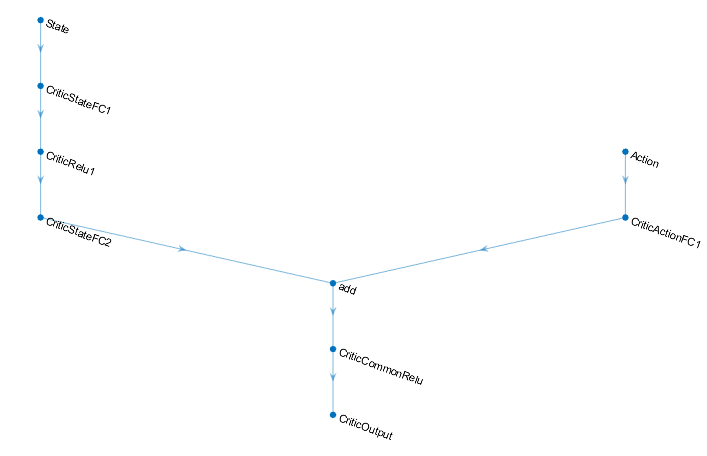 State
CriticStateFC1
CriticRelu1
Action
CriticStateFC2
CriticActionFC1
add
CriticCommonRelu
CriticOutput